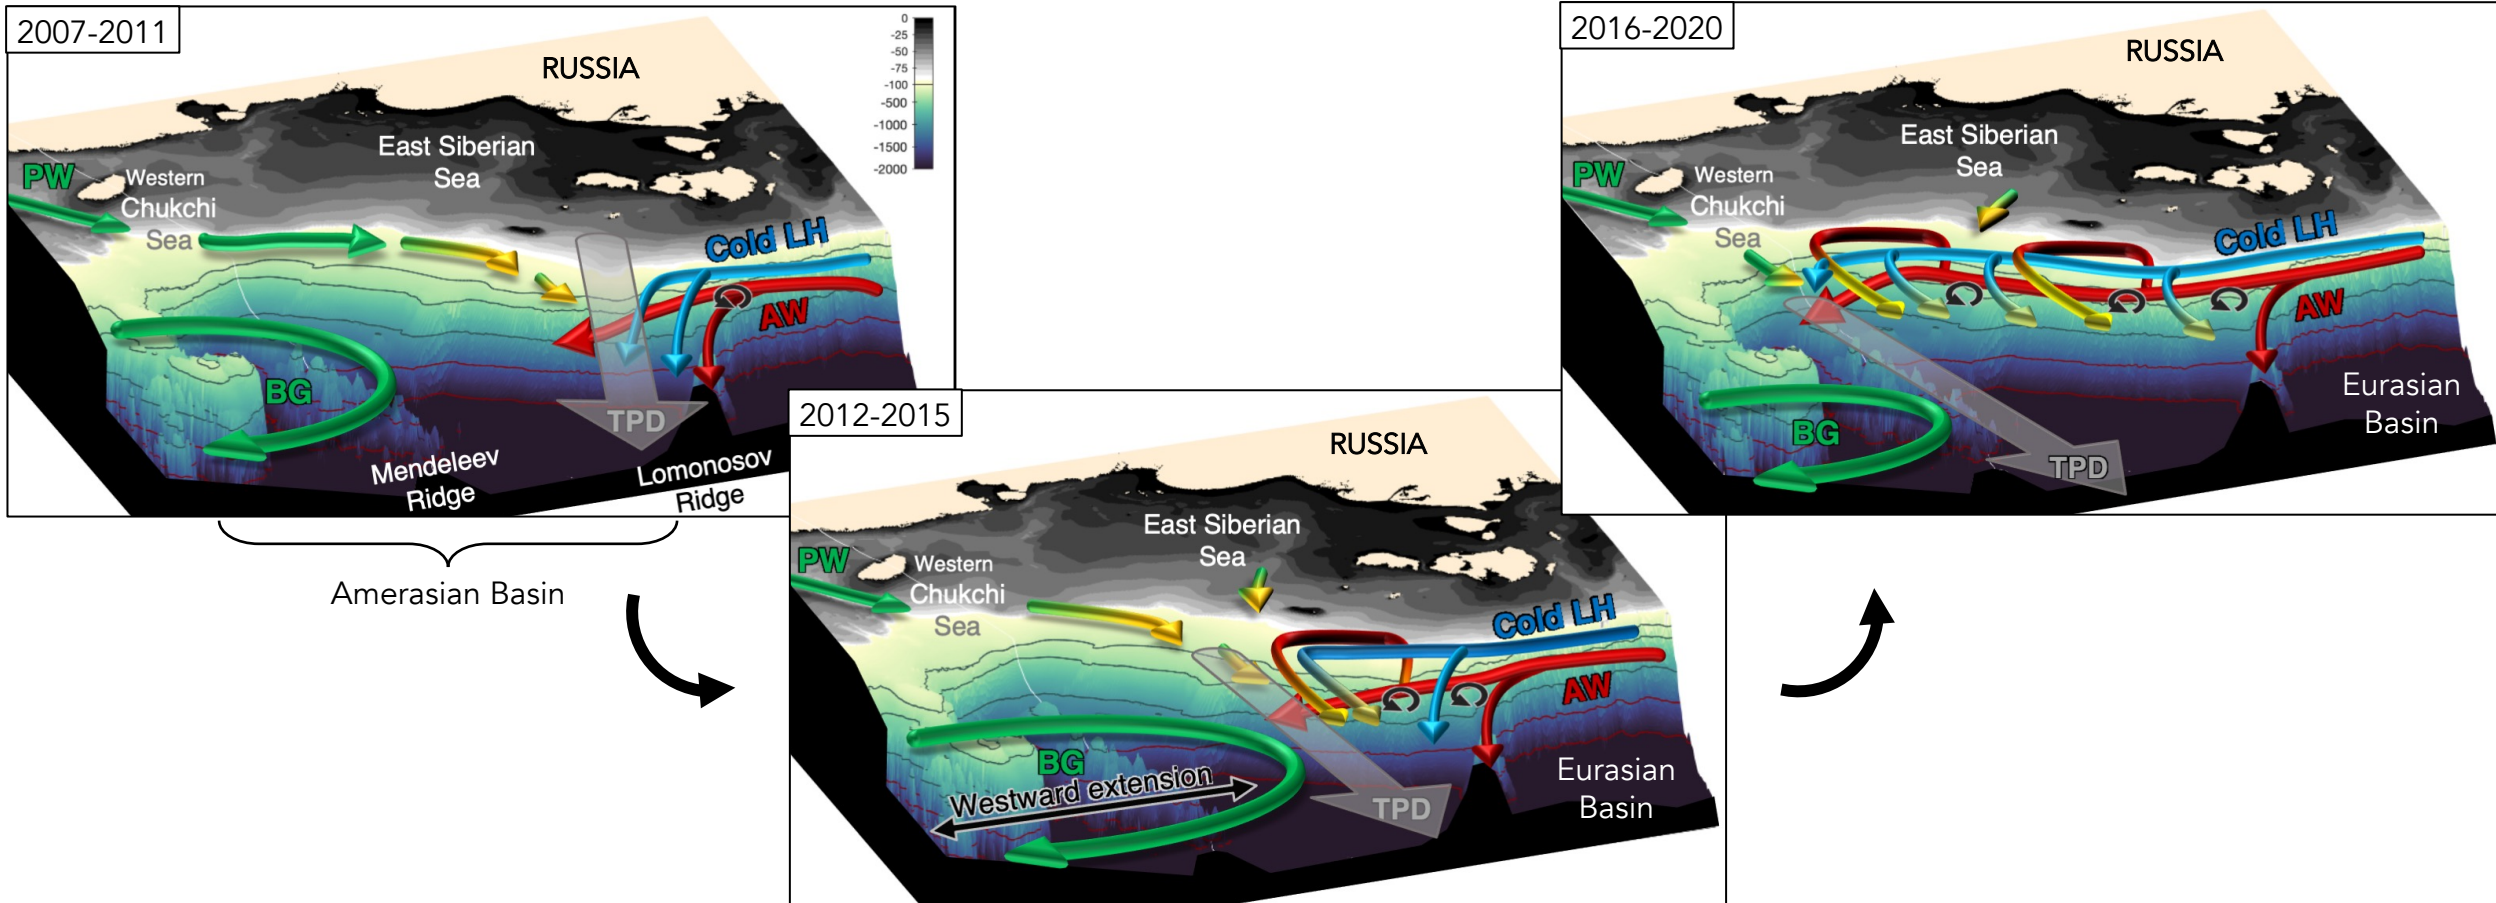 2007-2011
RUSSIA
0
-25
-50
-75
-100
-500
-1000
-1500
-2000
East Siberian
Sea
PW
Western
Chukchi
Sea
Cold LH
AW
BG
TPD
Mendeleev
Ridge
Lomonosov
Ridge
Amerasian Basin
2012-2015
RUSSIA
East Siberian
Sea
PW
Western
Chukchi
Sea
Cold LH
AW
BG
Westward extension
TPD
Eurasian
Basin
2016-2020
RUSSIA
East Siberian
Sea
PW
Western
Chukchi
Sea
Cold LH
AW
BG
TPD
Eurasian
Basin